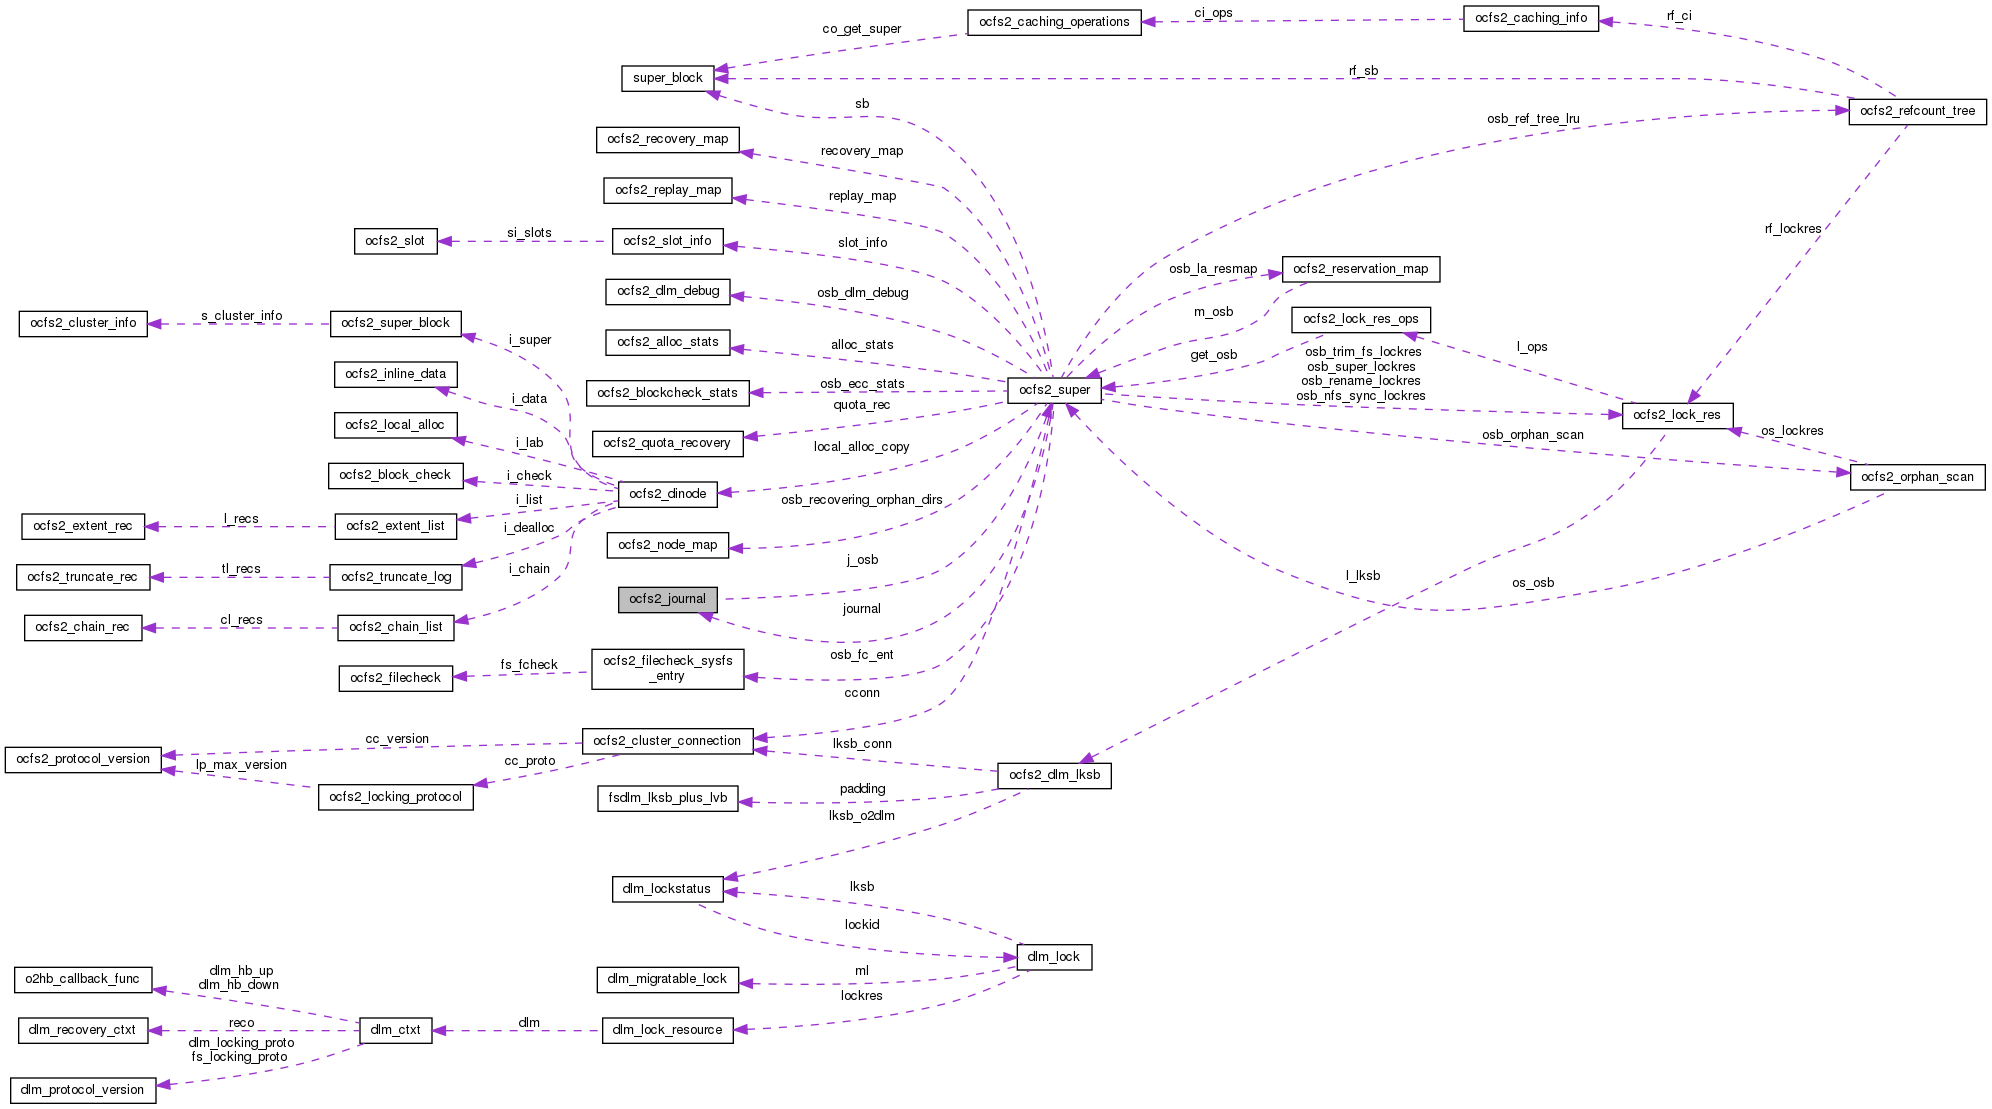 ocfs2_caching_operations
ci_ops
ocfs2_caching_info
rf_ci
co_get_super
super_block
rf_sb
sb
ocfs2_refcount_tree
osb_ref_tree_lru
ocfs2_recovery_map
recovery_map
ocfs2_replay_map
replay_map
rf_lockres
ocfs2_slot
si_slots
ocfs2_slot_info
slot_info
osb_la_resmap
ocfs2_reservation_map
ocfs2_dlm_debug
osb_dlm_debug
m_osb
ocfs2_cluster_info
s_cluster_info
ocfs2_super_block
i_super
ocfs2_lock_res_ops
ocfs2_alloc_stats
alloc_stats
get_osb
l_ops
osb_trim_fs_lockres
osb_super_lockres
osb_rename_lockres
osb_nfs_sync_lockres
ocfs2_inline_data
i_data
ocfs2_blockcheck_stats
osb_ecc_stats
ocfs2_super
quota_rec
ocfs2_lock_res
ocfs2_local_alloc
i_lab
ocfs2_quota_recovery
local_alloc_copy
osb_orphan_scan
os_lockres
ocfs2_block_check
i_check
ocfs2_dinode
ocfs2_orphan_scan
i_list
osb_recovering_orphan_dirs
ocfs2_extent_rec
l_recs
ocfs2_extent_list
i_dealloc
ocfs2_node_map
j_osb
ocfs2_truncate_rec
tl_recs
ocfs2_truncate_log
i_chain
l_lksb
os_osb
ocfs2_journal
journal
ocfs2_chain_rec
cl_recs
ocfs2_chain_list
osb_fc_ent
ocfs2_filecheck
fs_fcheck
ocfs2_filecheck_sysfs
_entry
cconn
ocfs2_protocol_version
cc_version
ocfs2_cluster_connection
lksb_conn
lp_max_version
cc_proto
ocfs2_dlm_lksb
ocfs2_locking_protocol
fsdlm_lksb_plus_lvb
padding
lksb_o2dlm
dlm_lockstatus
lksb
lockid
dlm_lock
o2hb_callback_func
dlm_hb_up
dlm_hb_down
dlm_migratable_lock
ml
lockres
dlm_recovery_ctxt
reco
dlm_ctxt
dlm
dlm_lock_resource
dlm_locking_proto
fs_locking_proto
dlm_protocol_version